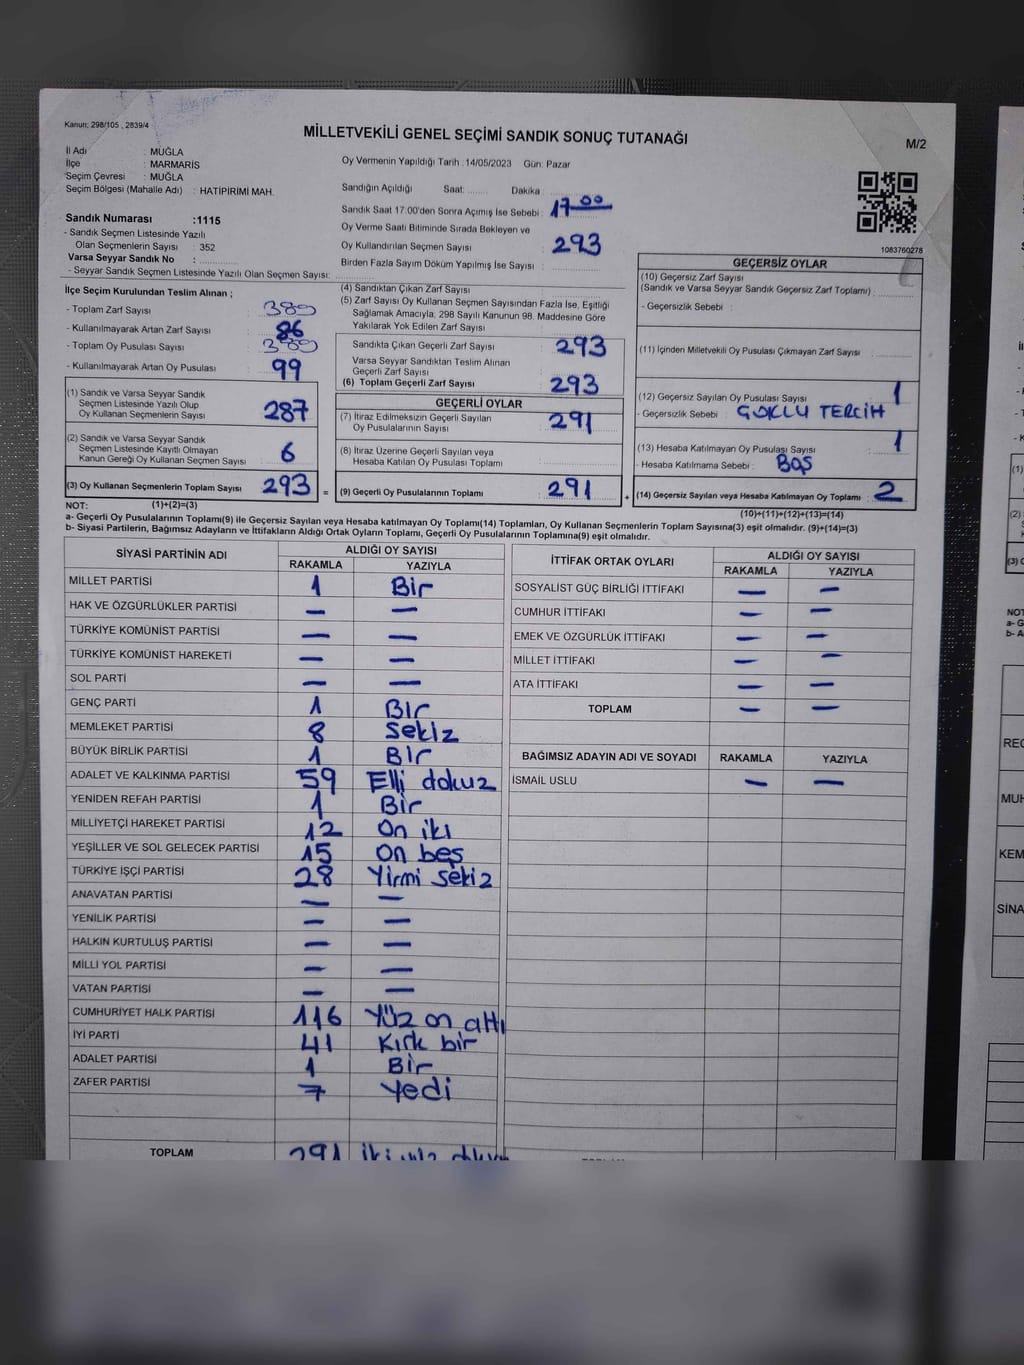 Kanun; 298/105 , 2839/4
MİLLETVEKİLİ GENEL SEÇİMİ SANDIK SONUÇ TUTANAĞI
M/2
İl Adı : MUĞLA
İlçe : MARMARİS
Seçim Çevresi : MUĞLA
Seçim Bölgesi (Mahalle Adı) : HATİPİRİMİ MAH.
Oy Vermenin Yapıldığı Tarih : 14/05/2023 Gün: Pazar
Sandığın Açıldığı Saat: ....... Dakika
Sandık Saat 17.00'den Sonra Açımış İse Sebebi : 17 00
Oy Verme Saati Bitiminde Sırada Bekleyen ve
Oy Kullandırılan Seçmen Sayısı 293
Birden Fazla Sayım Döküm Yapılmış İse Sayısı :
Sandık Numarası :1115
- Sandık Seçmen Listesinde Yazılı
Olan Seçmenlerin Sayısı : 352
Varsa Seyyar Sandık No :
- Seyyar Sandık Seçmen Listesinde Yazılı Olan Seçmen Sayısı:
1083760278
İlçe Seçim Kurulundan Teslim Alınan ;
- Toplam Zarf Sayısı : 380
- Kullanılmayarak Artan Zarf Sayısı : 86
- Toplam Oy Pusulası Sayısı : 380
- Kullanılmayarak Artan Oy Pusulası : 99
(1) Sandık ve Varsa Seyyar Sandık
Seçmen Listesinde Yazılı Olup
Oy Kullanan Seçmenlerin Sayısı : 287
(2) Sandık ve Varsa Seyyar Sandık
Seçmen Listesinde Kayıtlı Olmayan
Kanun Gereği Oy Kullanan Seçmen Sayısı : 6
(3) Oy Kullanan Seçmenlerin Toplam Sayısı : 293
(1)+(2)=(3)
(4) Sandıktan Çıkan Zarf Sayısı :
(5) Zarf Sayısı Oy Kullanan Seçmen Sayısından Fazla İse, Eşitliği
Sağlamak Amacıyla, 298 Sayılı Kanunun 98. Maddesine Göre
Yakılarak Yok Edilen Zarf Sayısı :
Sandıkta Çıkan Geçerli Zarf Sayısı : 293
Varsa Seyyar Sandıktan Teslim Alınan
Geçerli Zarf Sayısı :
(6) Toplam Geçerli Zarf Sayısı : 293
GEÇERLİ OYLAR
(7) İtiraz Edilmeksizin Geçerli Sayılan
Oy Pusulalarının Sayısı : 291
(8) İtiraz Üzerine Geçerli Sayılan veya
Hesaba Katılan Oy Pusulası Toplamı :
= (9) Geçerli Oy Pusulalarının Toplamı : 291
GEÇERSİZ OYLAR
(10) Geçersiz Zarf Sayısı
(Sandık ve Varsa Seyyar Sandık Geçersiz Zarf Toplamı) :
- Geçersizlik Sebebi :
(11) İçinden Milletvekili Oy Pusulası Çıkmayan Zarf Sayısı :
(12) Geçersiz Sayılan Oy Pusulası Sayısı : 1
- Geçersizlik Sebebi : ÇOKLU TERCİH
(13) Hesaba Katılmayan Oy Pusulası Sayısı : 1
- Hesaba Katılmama Sebebi : BOŞ
+ (14) Geçersiz Sayılan veya Hesaba Katılmayan Oy Toplamı : 2
(10)+(11)+(12)+(13)=(14)
NOT:
a- Geçerli Oy Pusulalarının Toplamı(9) ile Geçersiz Sayılan veya Hesaba katılmayan Oy Toplamı(14) Toplamları, Oy Kullanan Seçmenlerin Toplam Sayısına(3) eşit olmalıdır. (9)+(14)=(3)
b- Siyasi Partilerin, Bağımsız Adayların ve İttifakların Aldığı Ortak Oyların Toplamı, Geçerli Oy Pusulalarının Toplamına(9) eşit olmalıdır.
SİYASİ PARTİNİN ADI ALDIĞI OY SAYISI
RAKAMLA YAZIYLA
MİLLET PARTİSİ 1 Bir
HAK VE ÖZGÜRLÜKLER PARTİSİ — —
TÜRKİYE KOMÜNİST PARTİSİ — —
TÜRKİYE KOMÜNİST HAREKETİ — —
SOL PARTİ — —
GENÇ PARTİ 1 Bir
MEMLEKET PARTİSİ 8 Sekiz
BÜYÜK BİRLİK PARTİSİ 1 Bir
ADALET VE KALKINMA PARTİSİ 59 Elli dokuz
YENİDEN REFAH PARTİSİ 1 Bir
MİLLİYETÇİ HAREKET PARTİSİ 12 On iki
YEŞİLLER VE SOL GELECEK PARTİSİ 15 On beş
TÜRKİYE İŞÇİ PARTİSİ 28 Yirmi sekiz
ANAVATAN PARTİSİ — —
YENİLİK PARTİSİ — —
HALKIN KURTULUŞ PARTİSİ — —
MİLLİ YOL PARTİSİ — —
VATAN PARTİSİ — —
CUMHURİYET HALK PARTİSİ 116 Yüz on altı
İYİ PARTİ 41 Kırk bir
ADALET PARTİSİ 1 Bir
ZAFER PARTİSİ 7 Yedi
TOPLAM 291 iki yüz
İTTİFAK ORTAK OYLARI ALDIĞI OY SAYISI
RAKAMLA YAZIYLA
SOSYALİST GÜÇ BİRLİĞİ İTTİFAKI — —
CUMHUR İTTİFAKI — —
EMEK VE ÖZGÜRLÜK İTTİFAKI — —
MİLLET İTTİFAKI — —
ATA İTTİFAKI — —
TOPLAM — —
BAĞIMSIZ ADAYIN ADI VE SOYADI RAKAMLA YAZIYLA
İSMAİL USLU — —
NOT
a- G
b- A
REC
MUH
KEM
SİNA